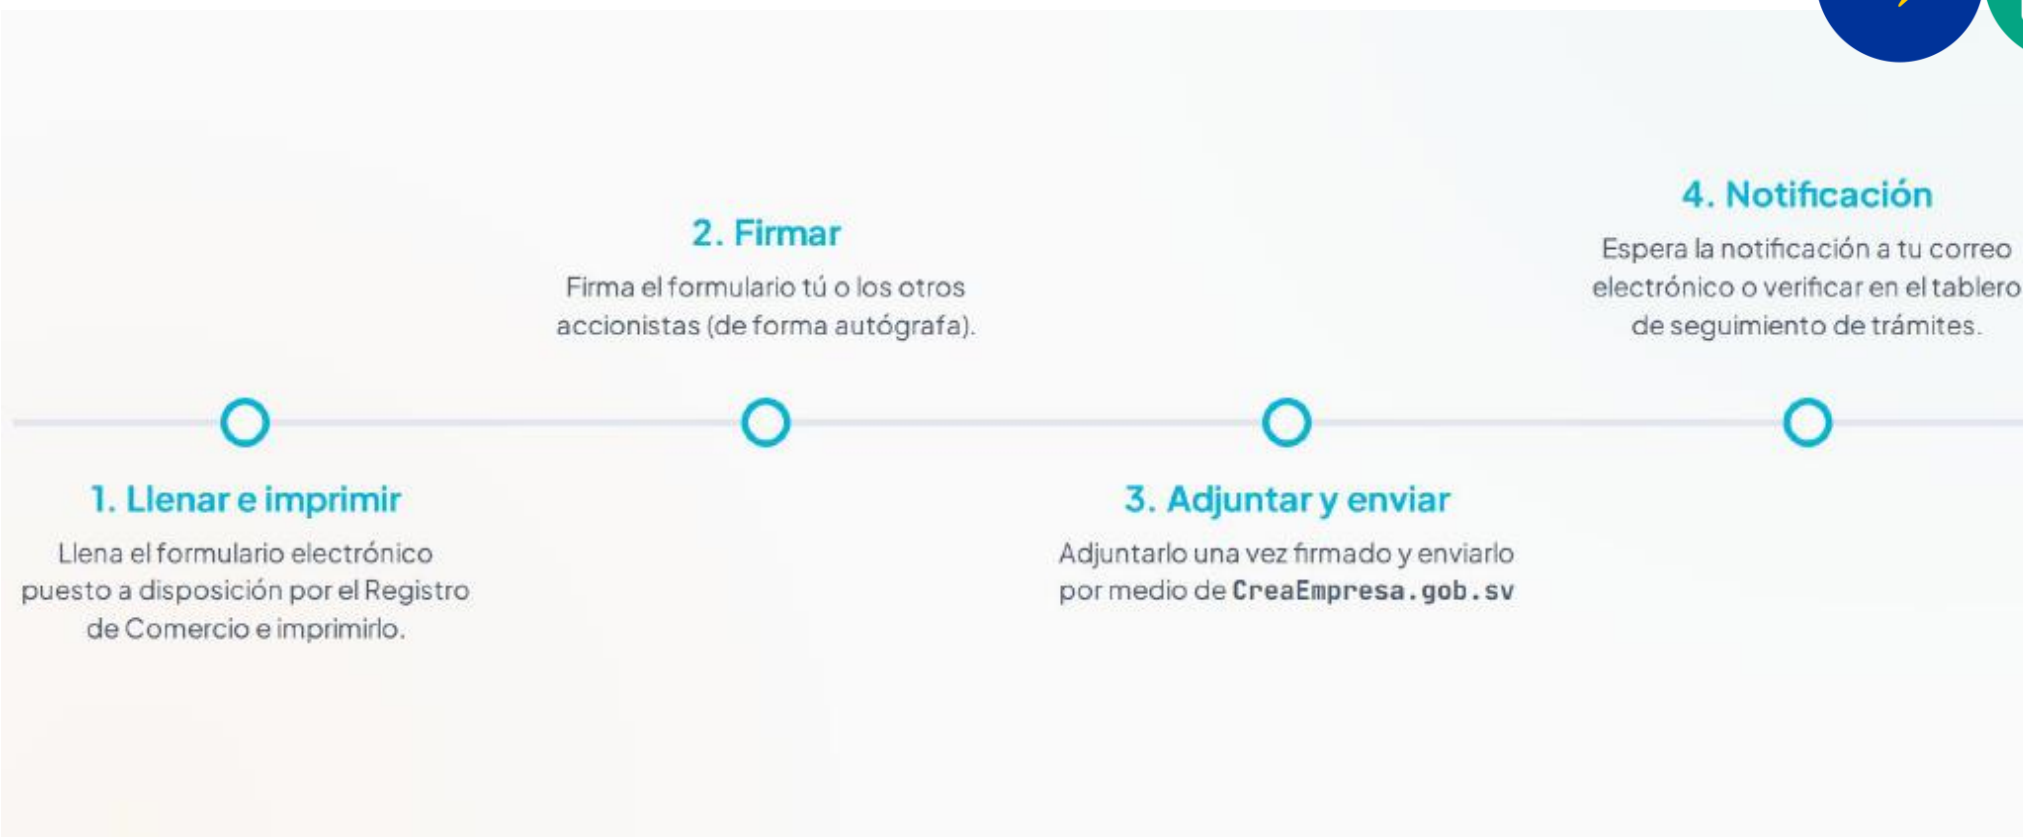 1. Llenar e imprimir
Llena el formulario electrónico
puesto a disposición por el Registro
de Comercio e imprimirlo.
2. Firmar
Firma el formulario tú o los otros
accionistas (de forma autógrafa).
3. Adjuntar y enviar
Adjuntarlo una vez firmado y enviarlo
por medio de CreaEmpresa.gob.sv
4. Notificación
Espera la notificación a tu correo
electrónico o verificar en el tablero
de seguimiento de trámites.